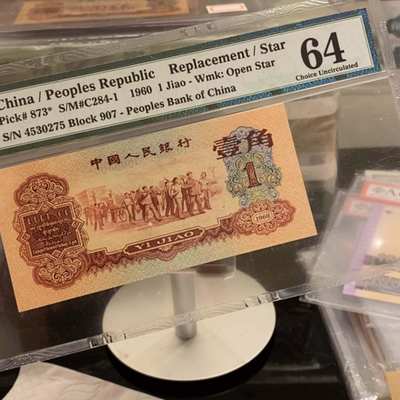 China / Peoples Republic Replacement / Star
Pick# 873* S/M#C284-1 1960 1 Jiao - Wmk: Open Star
S/N 4530275 Block 907 - Peoples Bank of China
64
Choice Uncirculated
中国人民银行
壹角
1
1960
YI JIAO